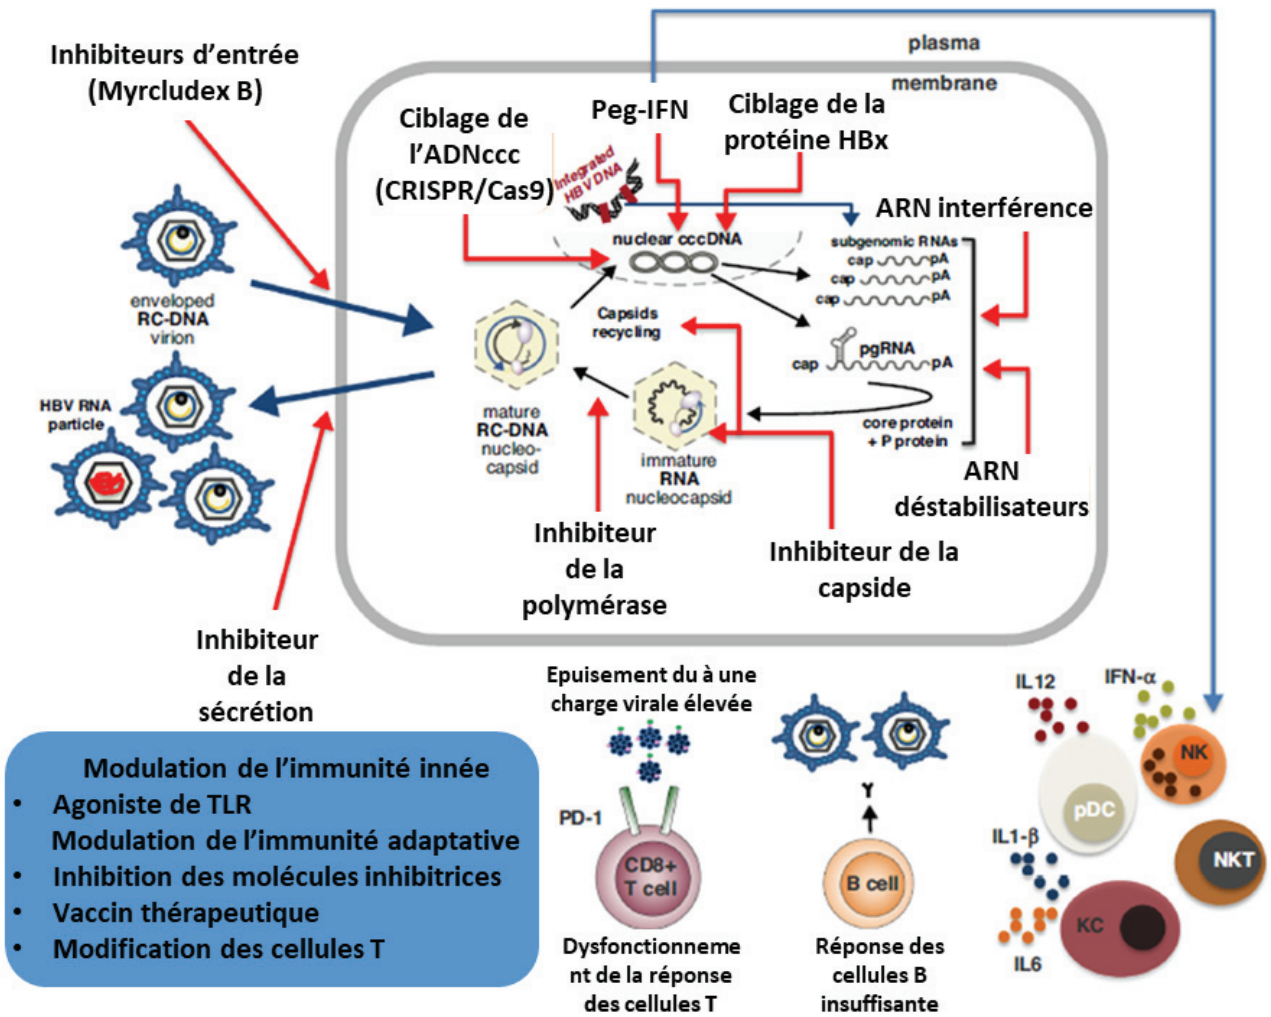 plasma
membrane
Inhibiteurs d’entrée
(Myrcludex B)
Ciblage de
l’ADNccc
(CRISPR/Cas9)
Peg-IFN
Ciblage de la
protéine HBx
Integrated
HBV DNA
ARN interférence
nuclear cccDNA
subgenomic RNAs
cap pA
cap pA
cap pA
enveloped
RC-DNA
virion
Capsids
recycling
pgRNA
cap pA
HBV RNA
particle
mature
RC-DNA
nucleo-
capsid
immature
RNA
nucleocapsid
core protein
+ P protein
ARN
déstabilisateurs
Inhibiteur
de la
polymérase
Inhibiteur de la
capside
Inhibiteur
de la
sécrétion
Modulation de l’immunité innée
• Agoniste de TLR
Modulation de l’immunité adaptative
• Inhibition des molécules inhibitrices
• Vaccin thérapeutique
• Modification des cellules T
Epuisement du à une
charge virale élevée
PD-1
CD8+
T cell
Dysfonctionneme
nt de la réponse
des cellules T
Y
B cell
Réponse des
cellules B
insuffisante
IL12
IFN-α
NK
pDC
IL1-β
NKT
KC
IL6